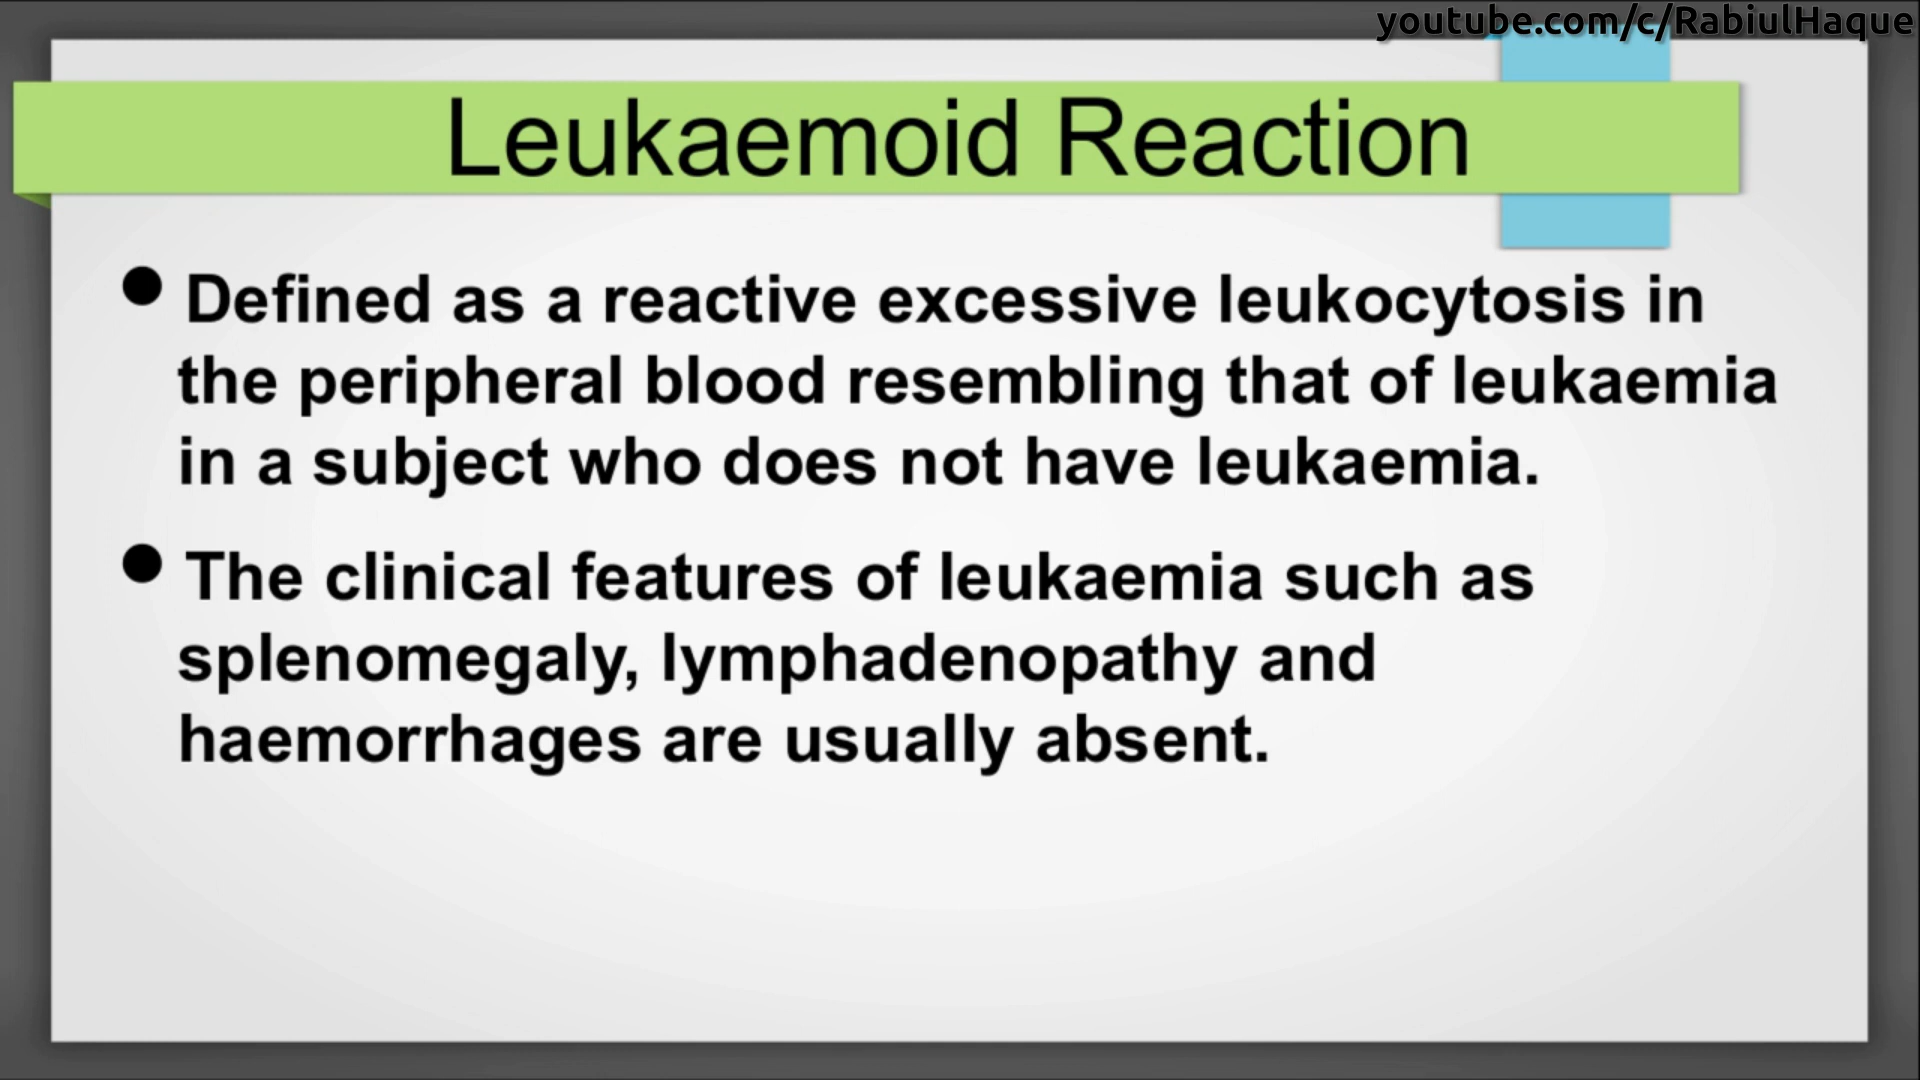 youtube.com/c/RabiulHaque
Leukaemoid Reaction
• Defined as a reactive excessive leukocytosis in
the peripheral blood resembling that of leukaemia
in a subject who does not have leukaemia.
• The clinical features of leukaemia such as
splenomegaly, lymphadenopathy and
haemorrhages are usually absent.